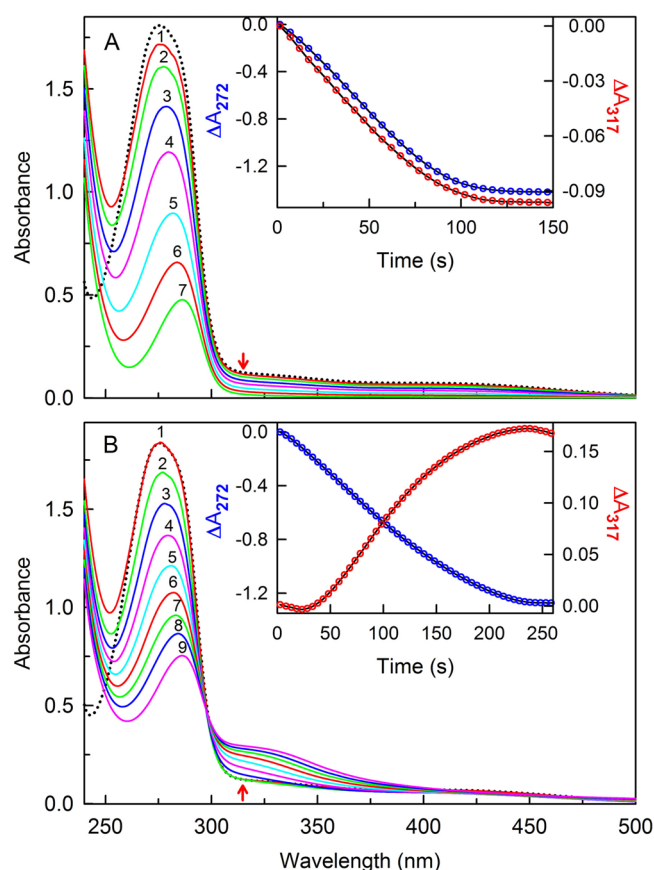 A
1
2
3
4
5
6
7
Absorbance
1.5
1.0
0.5
0.0
ΔA272
0.0
-0.4
-0.8
-1.2
ΔA317
0.00
-0.03
-0.06
-0.09
0 50 100 150
Time (s)
B
1
2
3
4
5
6
7
8
9
Absorbance
1.5
1.0
0.5
0.0
ΔA272
0.0
-0.4
-0.8
-1.2
ΔA317
0.15
0.10
0.05
0.00
0 50 100 150 200 250
Time (s)
250 300 350 400 450 500
Wavelength (nm)